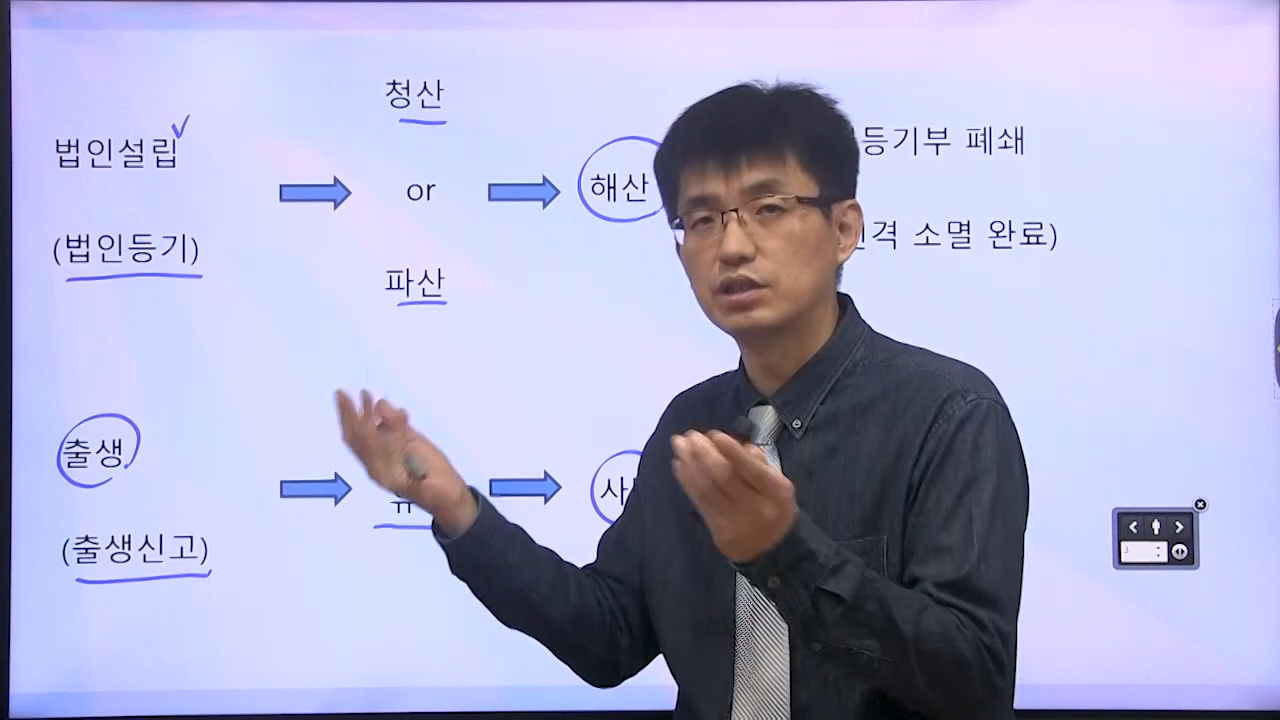 법인설립
(법인등기)
청산
or
파산
해산
등기부 폐쇄
격 소멸 완료)
출생
(출생신고)